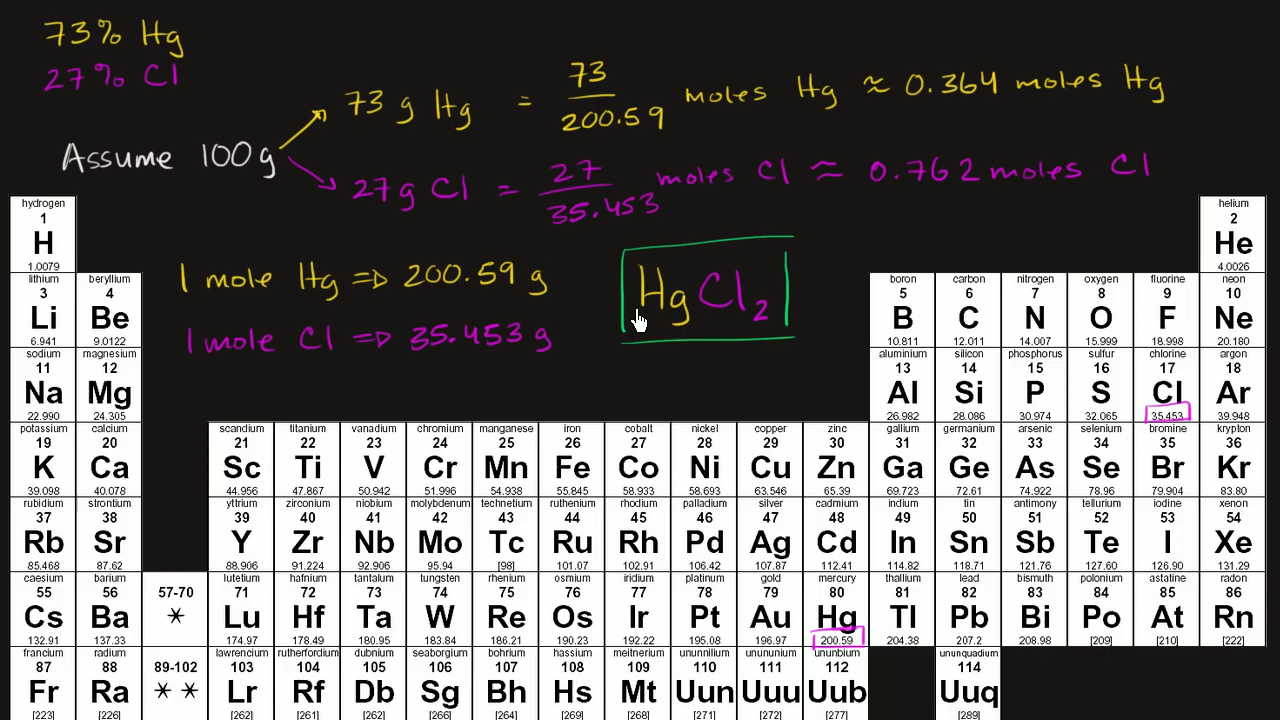 73% Hg
27% Cl
Assume 100g
73 g Hg = 73/200.59 moles Hg ≈ 0.364 moles Hg
27g Cl = 27/35.453 moles Cl ≈ 0.762 moles Cl
1 mole Hg ⇒ 200.59 g
1 mole Cl ⇒ 35.453 g
HgCl₂
hydrogen helium
1 2
H He
1.0079 4.0026
lithium beryllium boron carbon nitrogen oxygen fluorine neon
3 4 5 6 7 8 9 10
Li Be B C N O F Ne
6.941 9.0122 10.811 12.011 14.007 15.999 18.998 20.180
sodium magnesium aluminium silicon phosphorus sulfur chlorine argon
11 12 13 14 15 16 17 18
Na Mg Al Si P S Cl Ar
22.990 24.305 26.982 28.086 30.974 32.065 35.453 39.948
potassium calcium scandium titanium vanadium chromium manganese iron cobalt nickel copper zinc gallium germanium arsenic selenium bromine krypton
19 20 21 22 23 24 25 26 27 28 29 30 31 32 33 34 35 36
K Ca Sc Ti V Cr Mn Fe Co Ni Cu Zn Ga Ge As Se Br Kr
39.098 40.078 44.956 47.867 50.942 51.996 54.938 55.845 58.933 58.693 63.546 65.39 69.723 72.61 74.922 78.96 79.904 83.80
rubidium strontium yttrium zirconium niobium molybdenum technetium ruthenium rhodium palladium silver cadmium indium tin antimony tellurium iodine xenon
37 38 39 40 41 42 43 44 45 46 47 48 49 50 51 52 53 54
Rb Sr Y Zr Nb Mo Tc Ru Rh Pd Ag Cd In Sn Sb Te I Xe
85.468 87.62 88.906 91.224 92.906 95.94 [98] 101.07 102.91 106.42 107.87 112.41 114.82 118.71 121.76 127.60 126.90 131.29
caesium barium lutetium hafnium tantalum tungsten rhenium osmium iridium platinum gold mercury thallium lead bismuth polonium astatine radon
55 56 57-70 71 72 73 74 75 76 77 78 79 80 81 82 83 84 85 86
Cs Ba * Lu Hf Ta W Re Os Ir Pt Au Hg Tl Pb Bi Po At Rn
132.91 137.33 174.97 178.49 180.95 183.84 186.21 190.23 192.22 195.08 196.97 200.59 204.38 207.2 208.98 [209] [210] [222]
francium radium lawrencium rutherfordium dubnium seaborgium bohrium hassium meitnerium ununnilium unununium ununbium ununquadium
87 88 89-102 103 104 105 106 107 108 109 110 111 112 114
Fr Ra * * Lr Rf Db Sg Bh Hs Mt Uun Uuu Uub Uuq
[223] [226] [262] [261] [262] [266] [264] [269] [268] [271] [272] [277] [289]